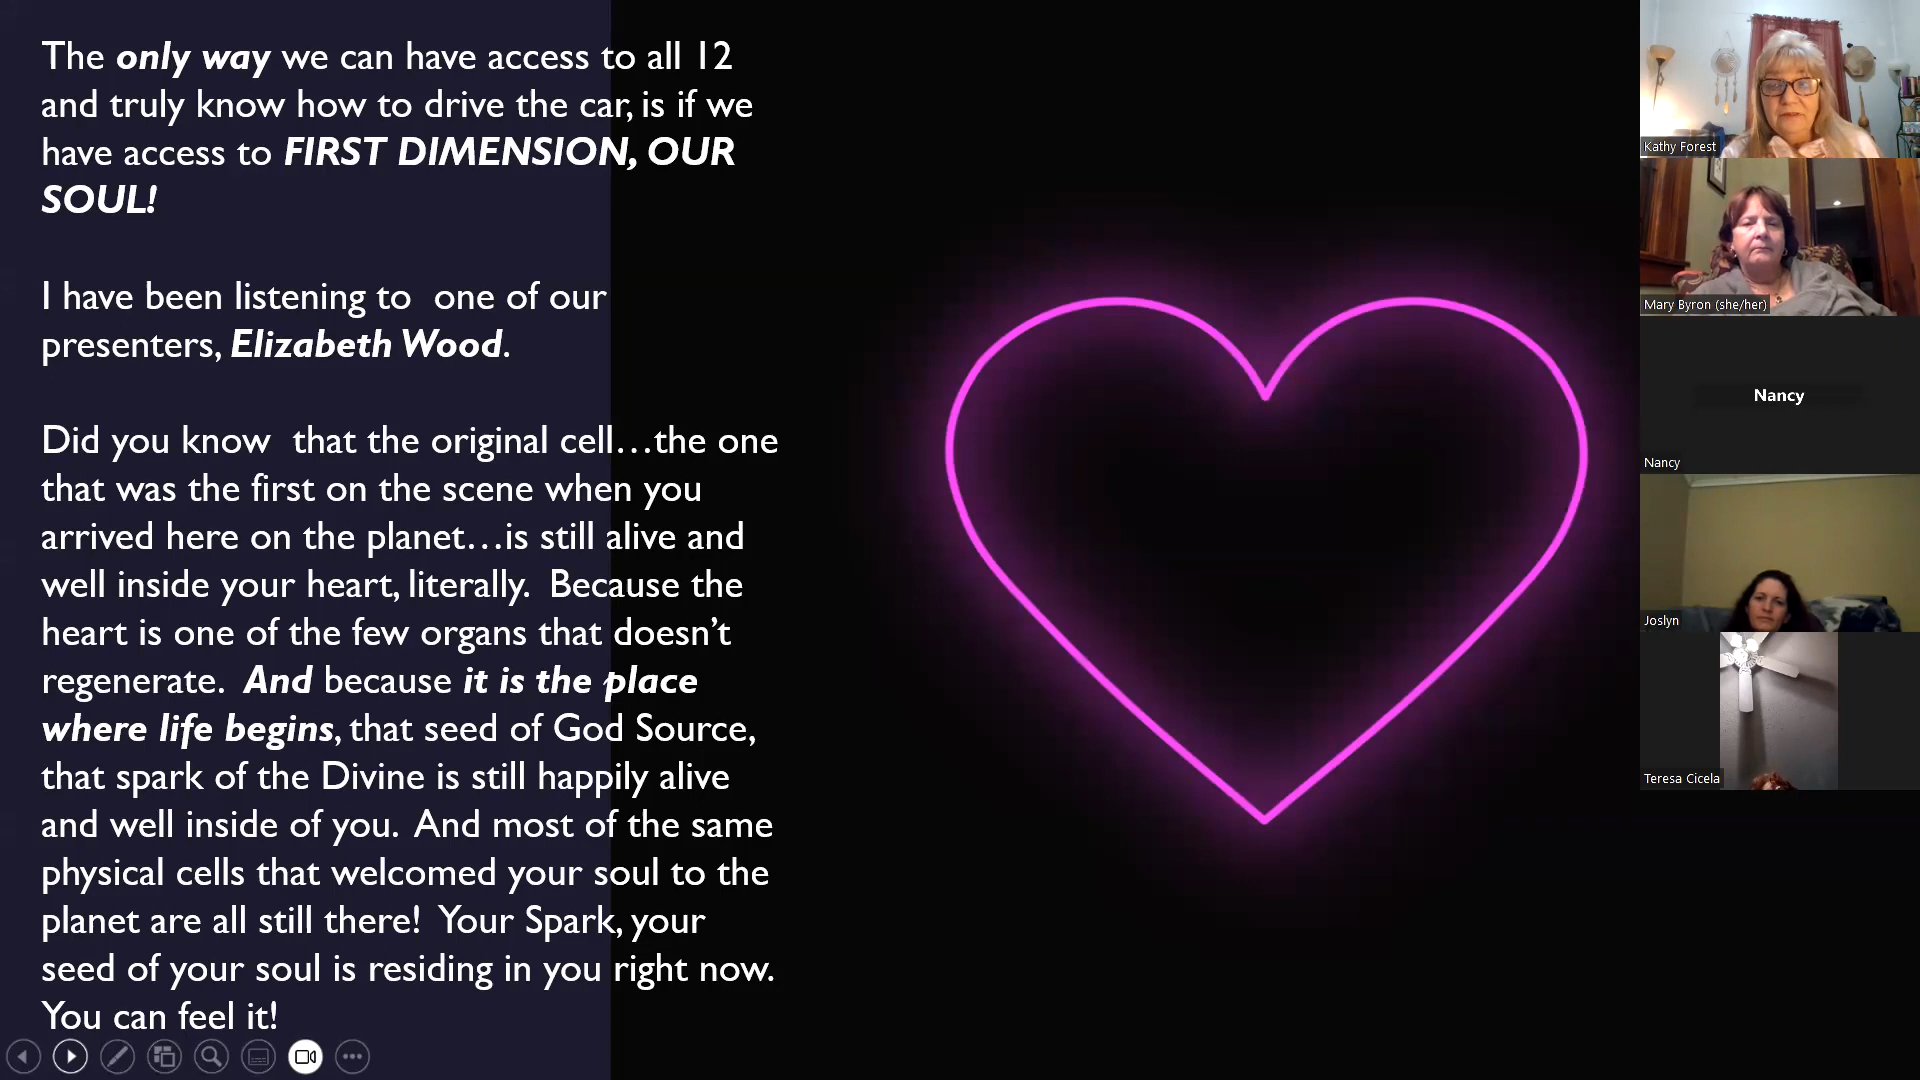 The only way we can have access to all 12
and truly know how to drive the car, is if we
have access to FIRST DIMENSION, OUR
SOUL!
I have been listening to  one of our
presenters, Elizabeth Wood.
Did you know  that the original cell…the one
that was the first on the scene when you
arrived here on the planet…is still alive and
well inside your heart, literally.  Because the
heart is one of the few organs that doesn’t
regenerate.  And because it is the place
where life begins, that seed of God Source,
that spark of the Divine is still happily alive
and well inside of you.  And most of the same
physical cells that welcomed your soul to the
planet are all still there!  Your Spark, your
seed of your soul is residing in you right now.
You can feel it!
Kathy Forest
Mary Byron (she/her)
Nancy
Nancy
Joslyn
Teresa Cicela